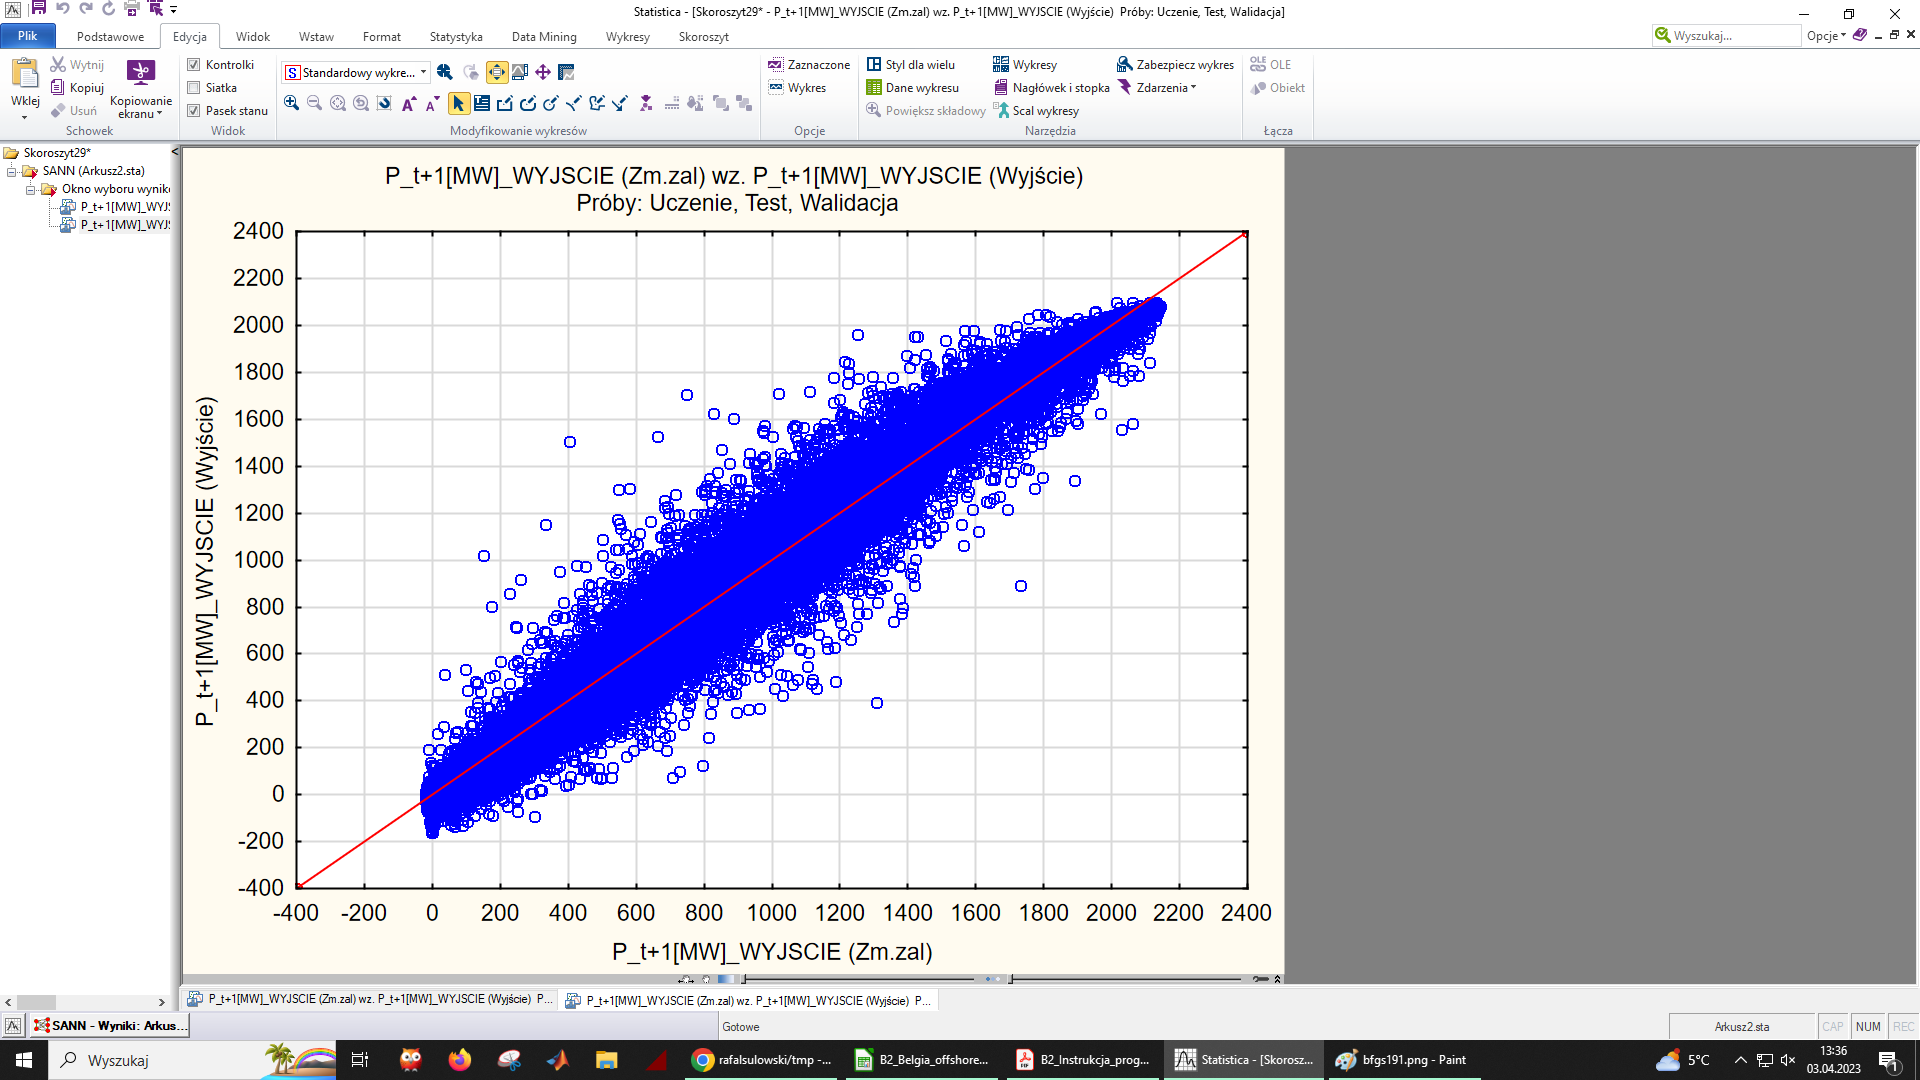 Statistica - [Skoroszyt29* - P_t+1[MW]_WYJSCIE (Zm.zal) wz. P_t+1[MW]_WYJSCIE (Wyjście) Próby: Uczenie, Test, Walidacja]
Plik Podstawowe Edycja Widok Wstaw Format Statystyka Data Mining Wykresy Skoroszyt
Wyszukaj... Opcje
Wklej
Wytnij
Kopiuj
Usuń
Kopiowanie ekranu
Schowek
Kontrolki
Siatka
Pasek stanu
Widok
Standardowy wykre...
Modyfikowanie wykresów
Zaznaczone
Wykres
Opcje
Styl dla wielu
Dane wykresu
Powiększ składowy
Wykresy
Nagłówek i stopka
Scal wykresy
Zabezpiecz wykres
Zdarzenia
Narzędzia
OLE OLE
Obiekt
Łącza
Skoroszyt29*
SANN (Arkusz2.sta)
Okno wyboru wynik
P_t+1[MW]_WYJS
P_t+1[MW]_WYJS
P_t+1[MW]_WYJSCIE (Zm.zal) wz. P_t+1[MW]_WYJSCIE (Wyjście)
Próby: Uczenie, Test, Walidacja
P_t+1[MW]_WYJSCIE (Wyjście)
2400
2200
2000
1800
1600
1400
1200
1000
800
600
400
200
0
-200
-400
-400 -200 0 200 400 600 800 1000 1200 1400 1600 1800 2000 2200 2400
P_t+1[MW]_WYJSCIE (Zm.zal)
P_t+1[MW]_WYJSCIE (Zm.zal) wz. P_t+1[MW]_WYJSCIE (Wyjście) P...
P_t+1[MW]_WYJSCIE (Zm.zal) wz. P_t+1[MW]_WYJSCIE (Wyjście) P...
SANN - Wyniki: Arkus...
Gotowe
Arkusz2.sta CAP NUM REC
Wyszukaj
rafalsulowski/tmp -...
B2_Belgia_offshore...
B2_Instrukcja_prog...
Statistica - [Skorosz...
bfgs191.png - Paint
5°C
13:36
03.04.2023
1